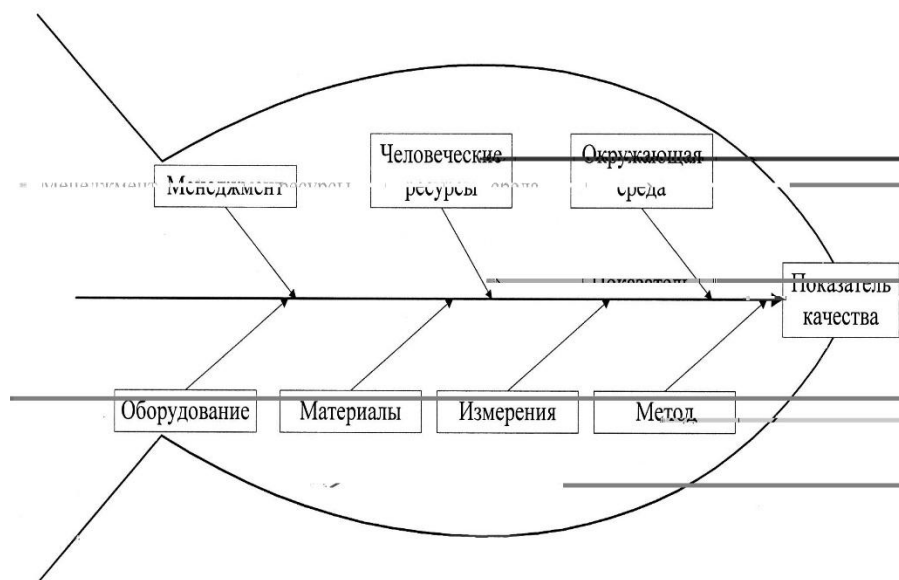 Человеческие
ресурсы
Окружающая
среда
Менеджмент
Показатель
качества
Оборудование
Материалы
Измерения
Метод